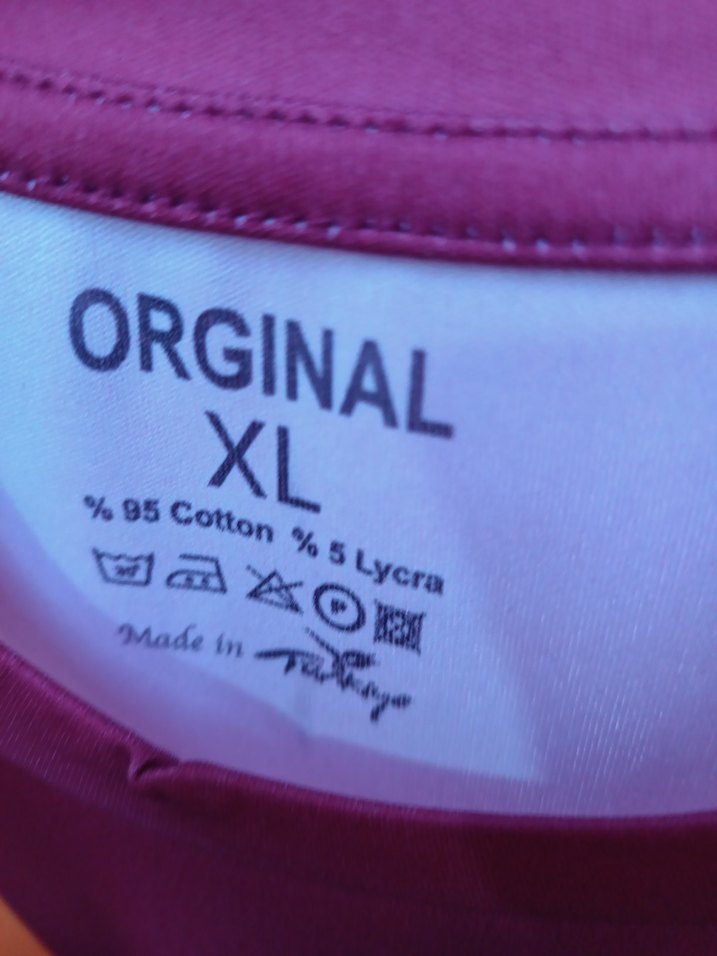 ORGINAL
XL
% 95 Cotton % 5 Lycra
P
Made in Türkiye